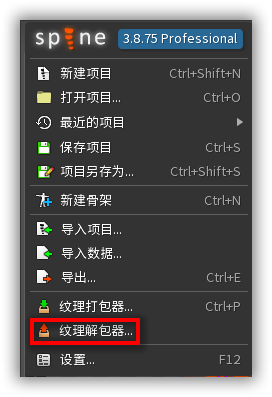 spine 3.8.75 Professional
新建项目 Ctrl+Shift+N
打开项目... Ctrl+O
最近的项目
保存项目 Ctrl+S
项目另存为... Ctrl+Shift+S
新建骨架 Ctrl+N
导入项目...
导入数据...
导出... Ctrl+E
纹理打包器... Ctrl+P
纹理解包器...
设置... F12